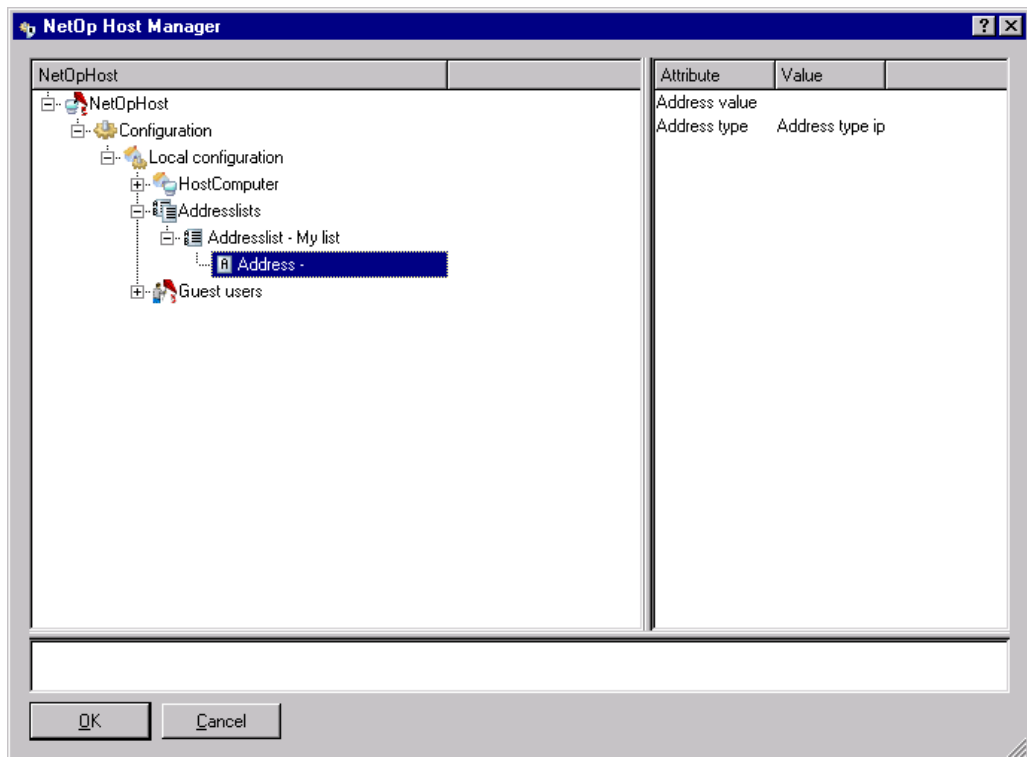 NetOp Host Manager
NetOpHost
Attribute Value
NetOpHost
Address value
Configuration
Address type Address type ip
Local configuration
HostComputer
Addresslists
Addresslist - My list
A Address -
Guest users
OK Cancel